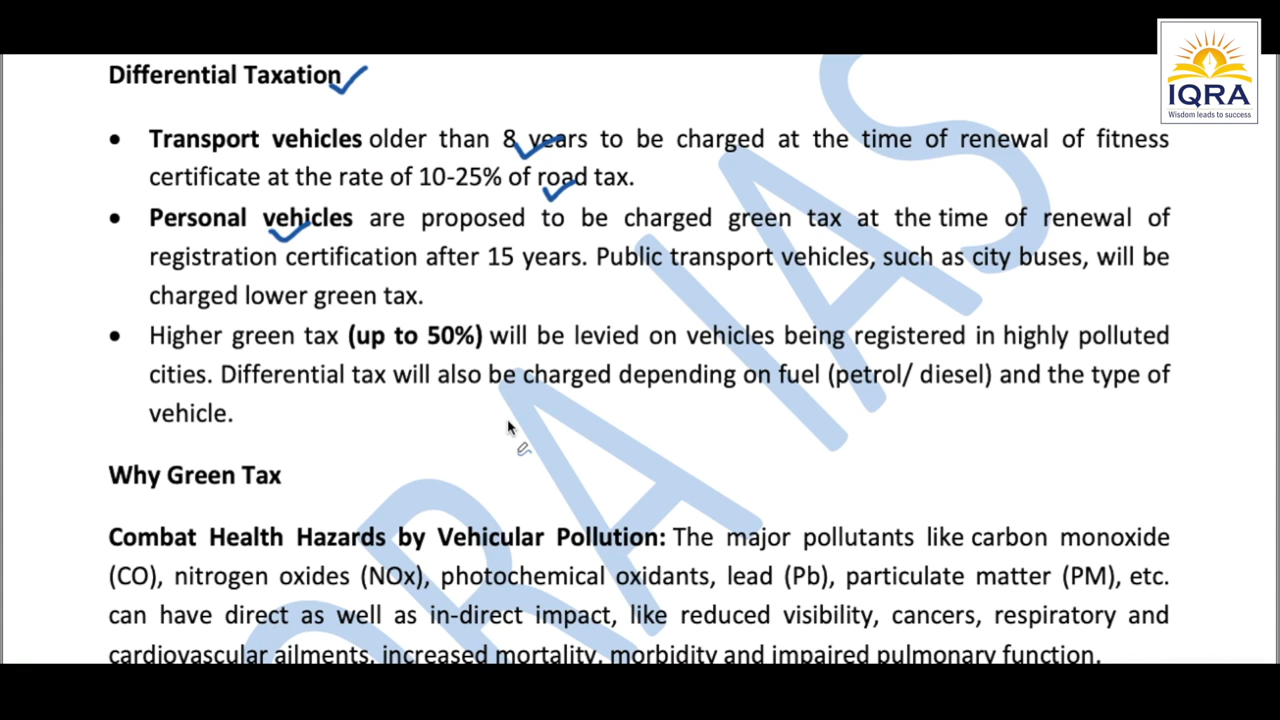 IQRA
Wisdom leads to success
Differential Taxation
• Transport vehicles older than 8 years to be charged at the time of renewal of fitness
certificate at the rate of 10-25% of road tax.
• Personal vehicles are proposed to be charged green tax at the time of renewal of
registration certification after 15 years. Public transport vehicles, such as city buses, will be
charged lower green tax.
• Higher green tax (up to 50%) will be levied on vehicles being registered in highly polluted
cities. Differential tax will also be charged depending on fuel (petrol/ diesel) and the type of
vehicle.
Why Green Tax
Combat Health Hazards by Vehicular Pollution: The major pollutants like carbon monoxide
(CO), nitrogen oxides (NOx), photochemical oxidants, lead (Pb), particulate matter (PM), etc.
can have direct as well as in-direct impact, like reduced visibility, cancers, respiratory and
cardiovascular ailments, increased mortality, morbidity and impaired pulmonary function.
RA IAS